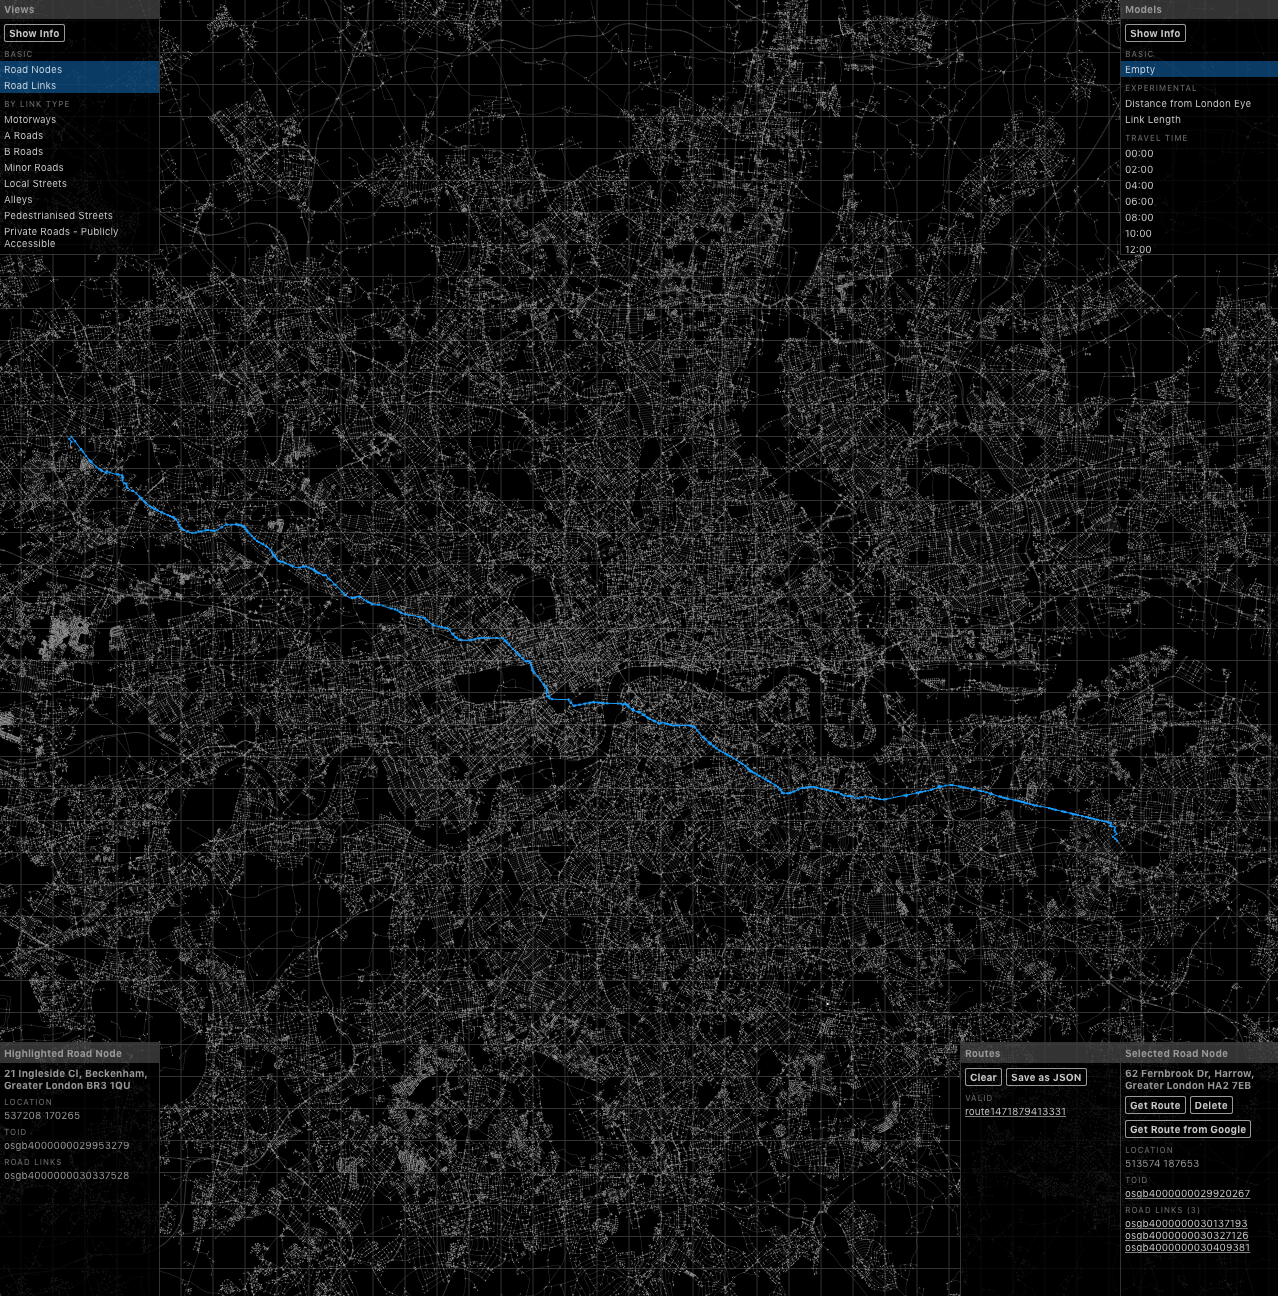 Views
Show Info
BASIC
Road Nodes
Road Links
BY LINK TYPE
Motorways
A Roads
B Roads
Minor Roads
Local Streets
Alleys
Pedestrianised Streets
Private Roads - Publicly
Accessible
Models
Show Info
BASIC
Empty
EXPERIMENTAL
Distance from London Eye
Link Length
TRAVEL TIME
00:00
02:00
04:00
06:00
08:00
10:00
12:00
Highlighted Road Node
21 Ingleside Cl, Beckenham,
Greater London BR3 1QU
LOCATION
537208 170265
TOID
osgb4000000029953279
ROAD LINKS
osgb4000000030337528
Routes
Clear Save as JSON
VALID
route1471879413331
Selected Road Node
62 Fernbrook Dr, Harrow,
Greater London HA2 7EB
Get Route Delete
Get Route from Google
LOCATION
513574 187653
TOID
osgb4000000029920267
ROAD LINKS (3)
osgb4000000030137193
osgb4000000030327126
osgb4000000030409381